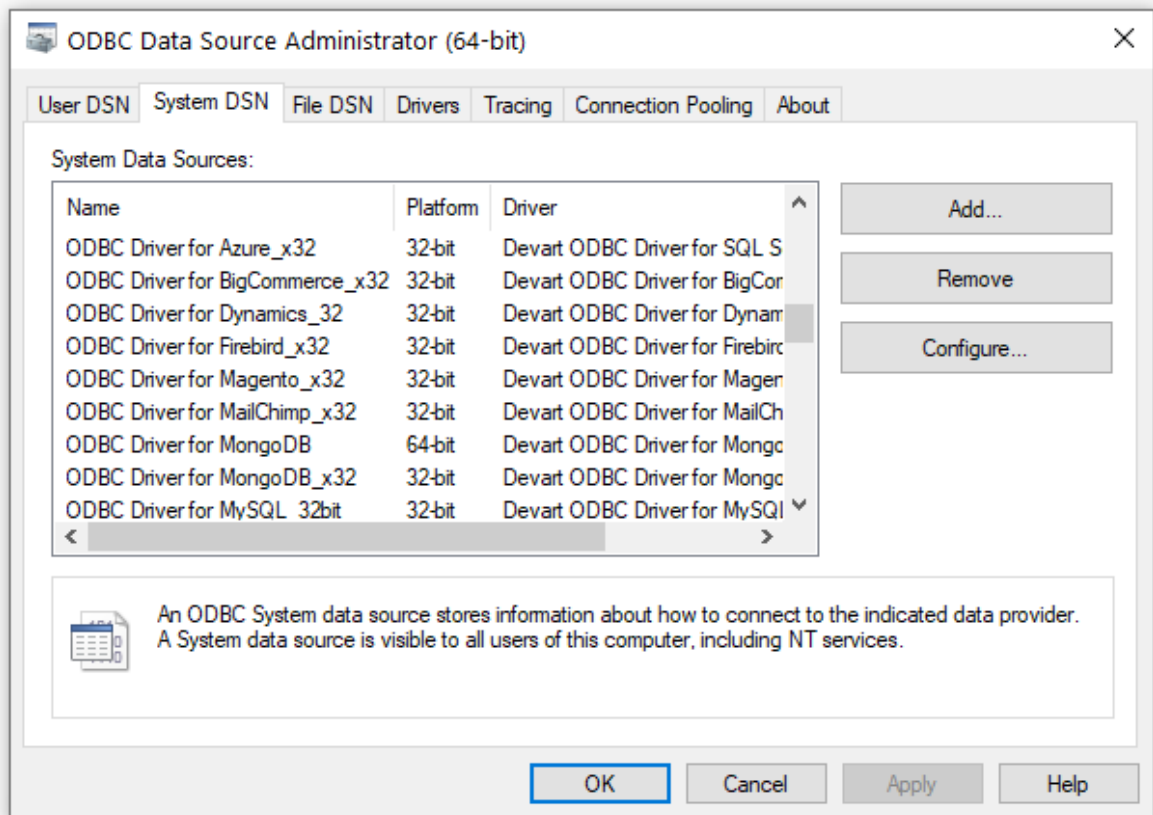 ODBC Data Source Administrator (64-bit)
User DSN System DSN File DSN Drivers Tracing Connection Pooling About
System Data Sources:
Name Platform Driver
ODBC Driver for Azure_x32 32-bit Devart ODBC Driver for SQL S
ODBC Driver for BigCommerce_x32 32-bit Devart ODBC Driver for BigCor
ODBC Driver for Dynamics_32 32-bit Devart ODBC Driver for Dynam
ODBC Driver for Firebird_x32 32-bit Devart ODBC Driver for Firebird
ODBC Driver for Magento_x32 32-bit Devart ODBC Driver for Magen
ODBC Driver for MailChimp_x32 32-bit Devart ODBC Driver for MailCh
ODBC Driver for MongoDB 64-bit Devart ODBC Driver for Mongo
ODBC Driver for MongoDB_x32 32-bit Devart ODBC Driver for Mongo
ODBC Driver for MySQL_32bit 32-bit Devart ODBC Driver for MySQL
Add...
Remove
Configure...
An ODBC System data source stores information about how to connect to the indicated data provider.
A System data source is visible to all users of this computer, including NT services.
OK Cancel Apply Help